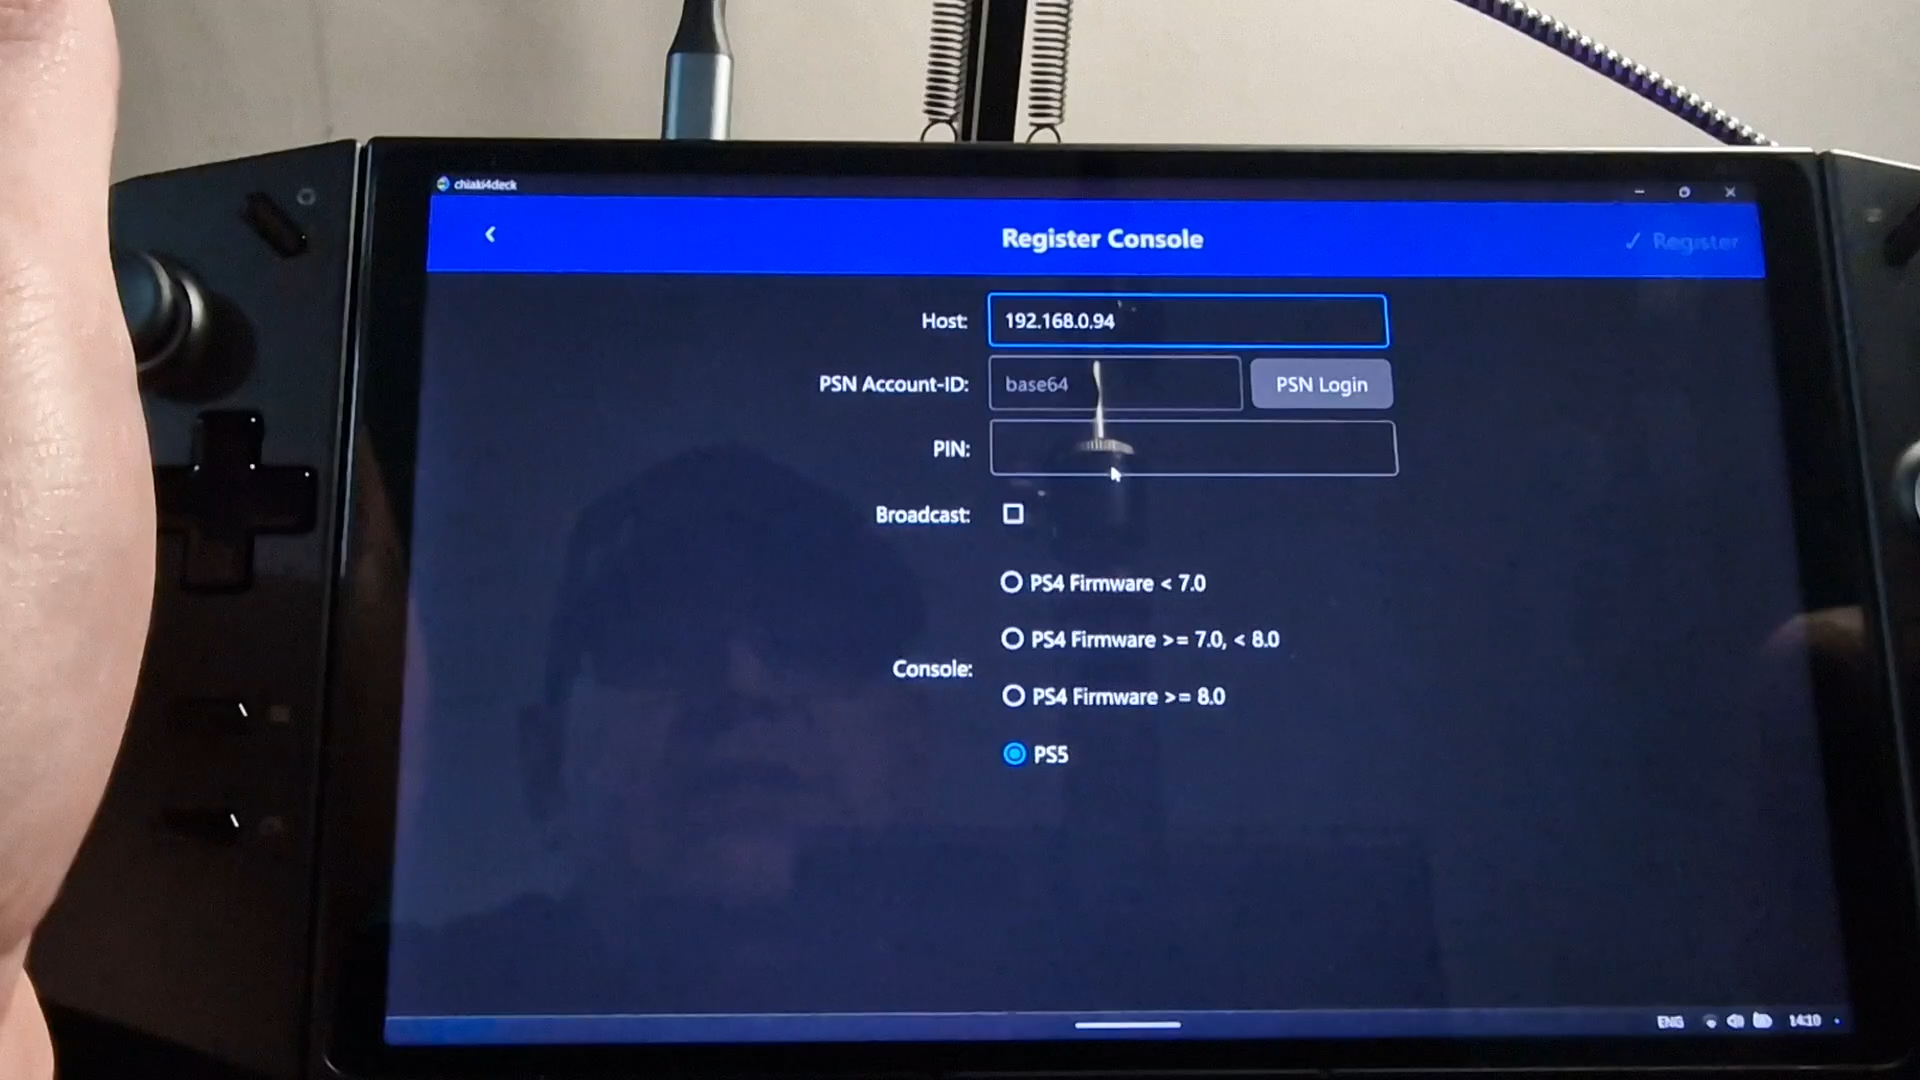 chiaki4deck
Register Console
Register
Host: 192.168.0.94
PSN Account-ID: base64 PSN Login
PIN:
Broadcast:
PS4 Firmware < 7.0
PS4 Firmware >= 7.0, < 8.0
Console:
PS4 Firmware >= 8.0
PS5
ENG 14:10